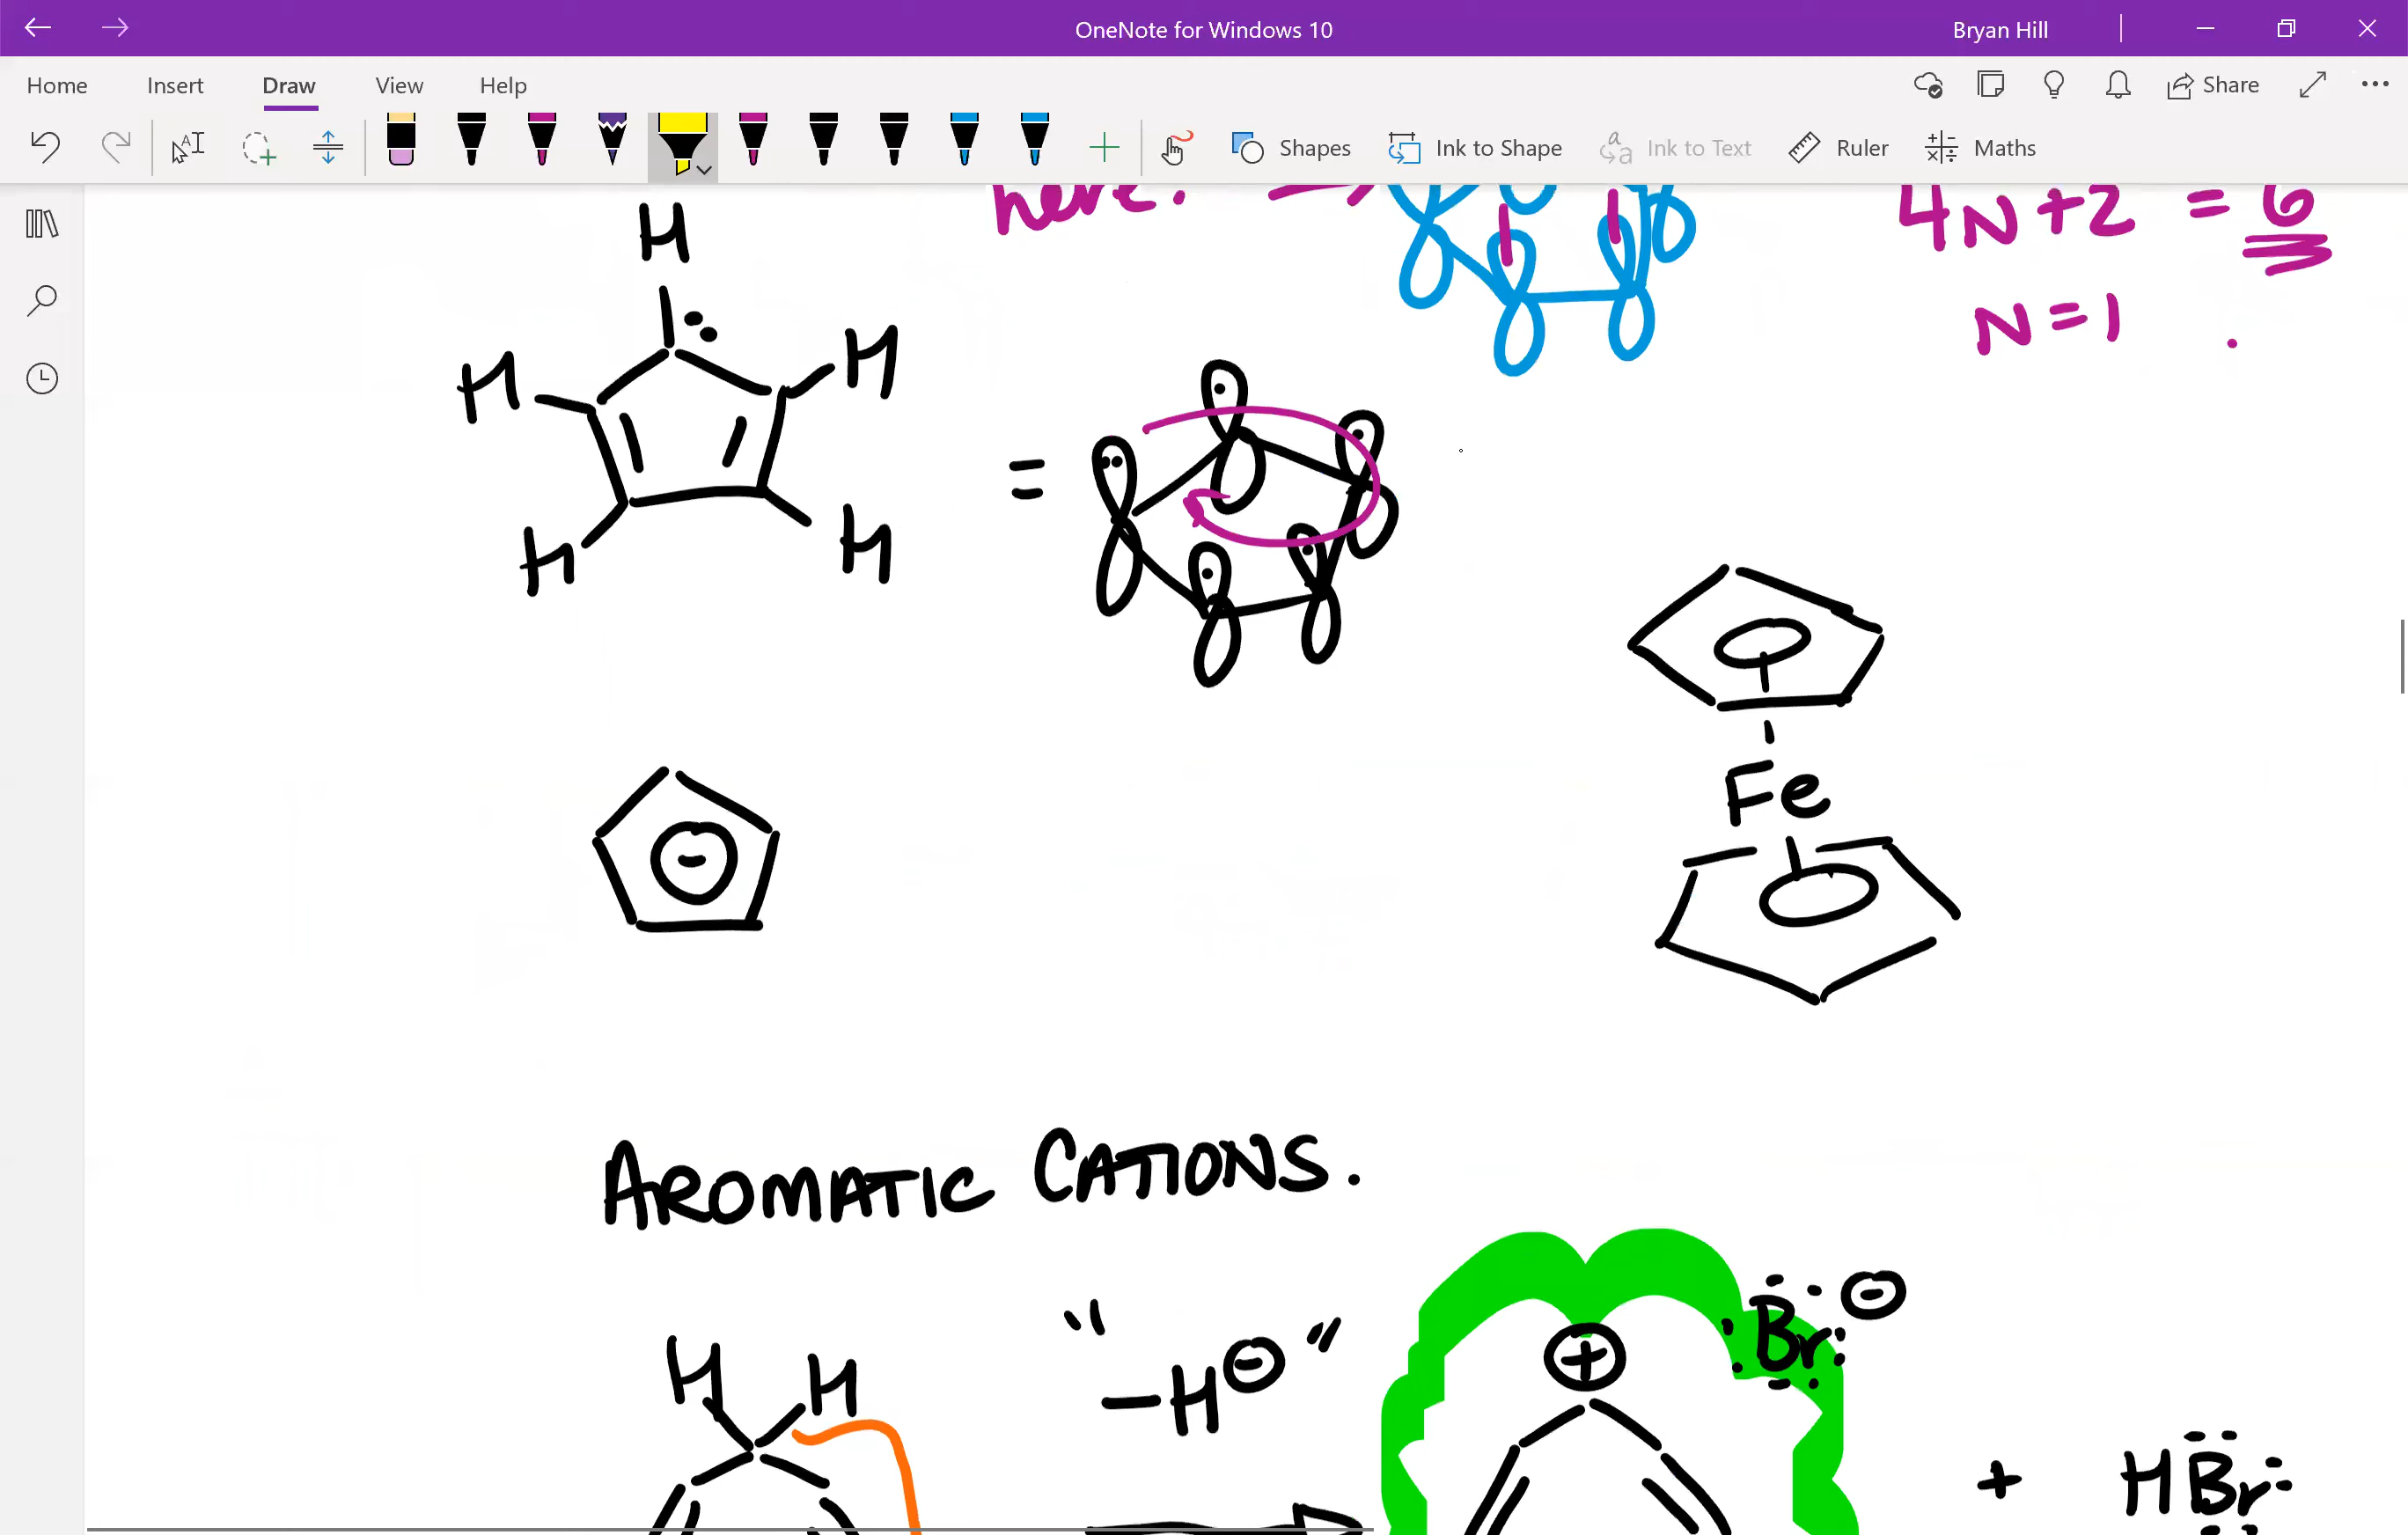 OneNote for Windows 10
Bryan Hill
Home Insert Draw View Help
Share
Shapes Ink to Shape Ink to Text Ruler Maths
here! →
4N+2 = 6
N=1
H
H
H
=
H
H
Fe
-
AROMATIC CATIONS.
" -H⊖ "
H H
⊕
Br ⊖
+ HBr